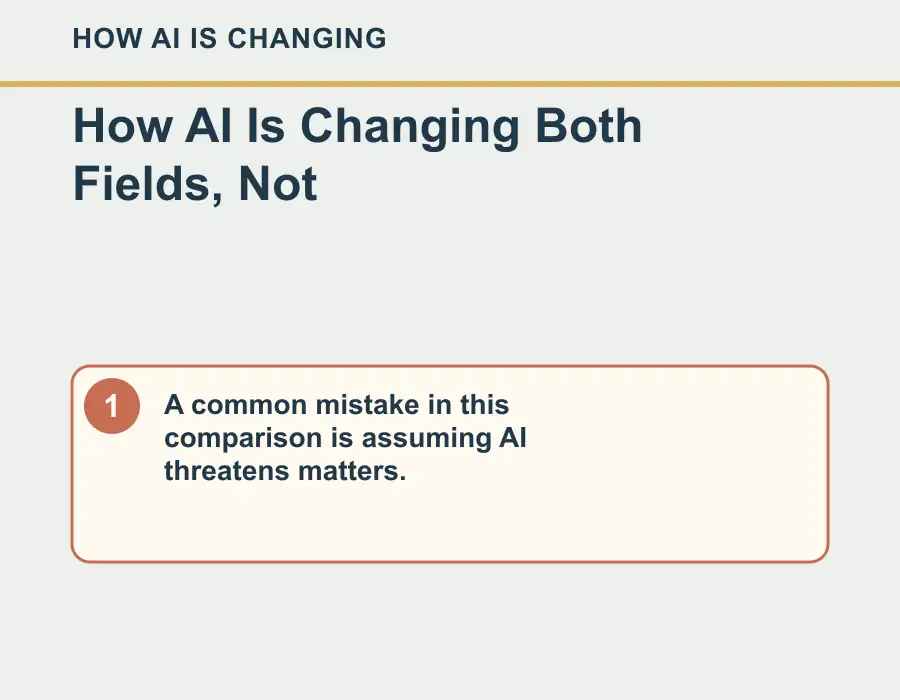 HOW AI IS CHANGING
How AI Is Changing Both
Fields, Not
1
A common mistake in this
comparison is assuming AI
threatens matters.